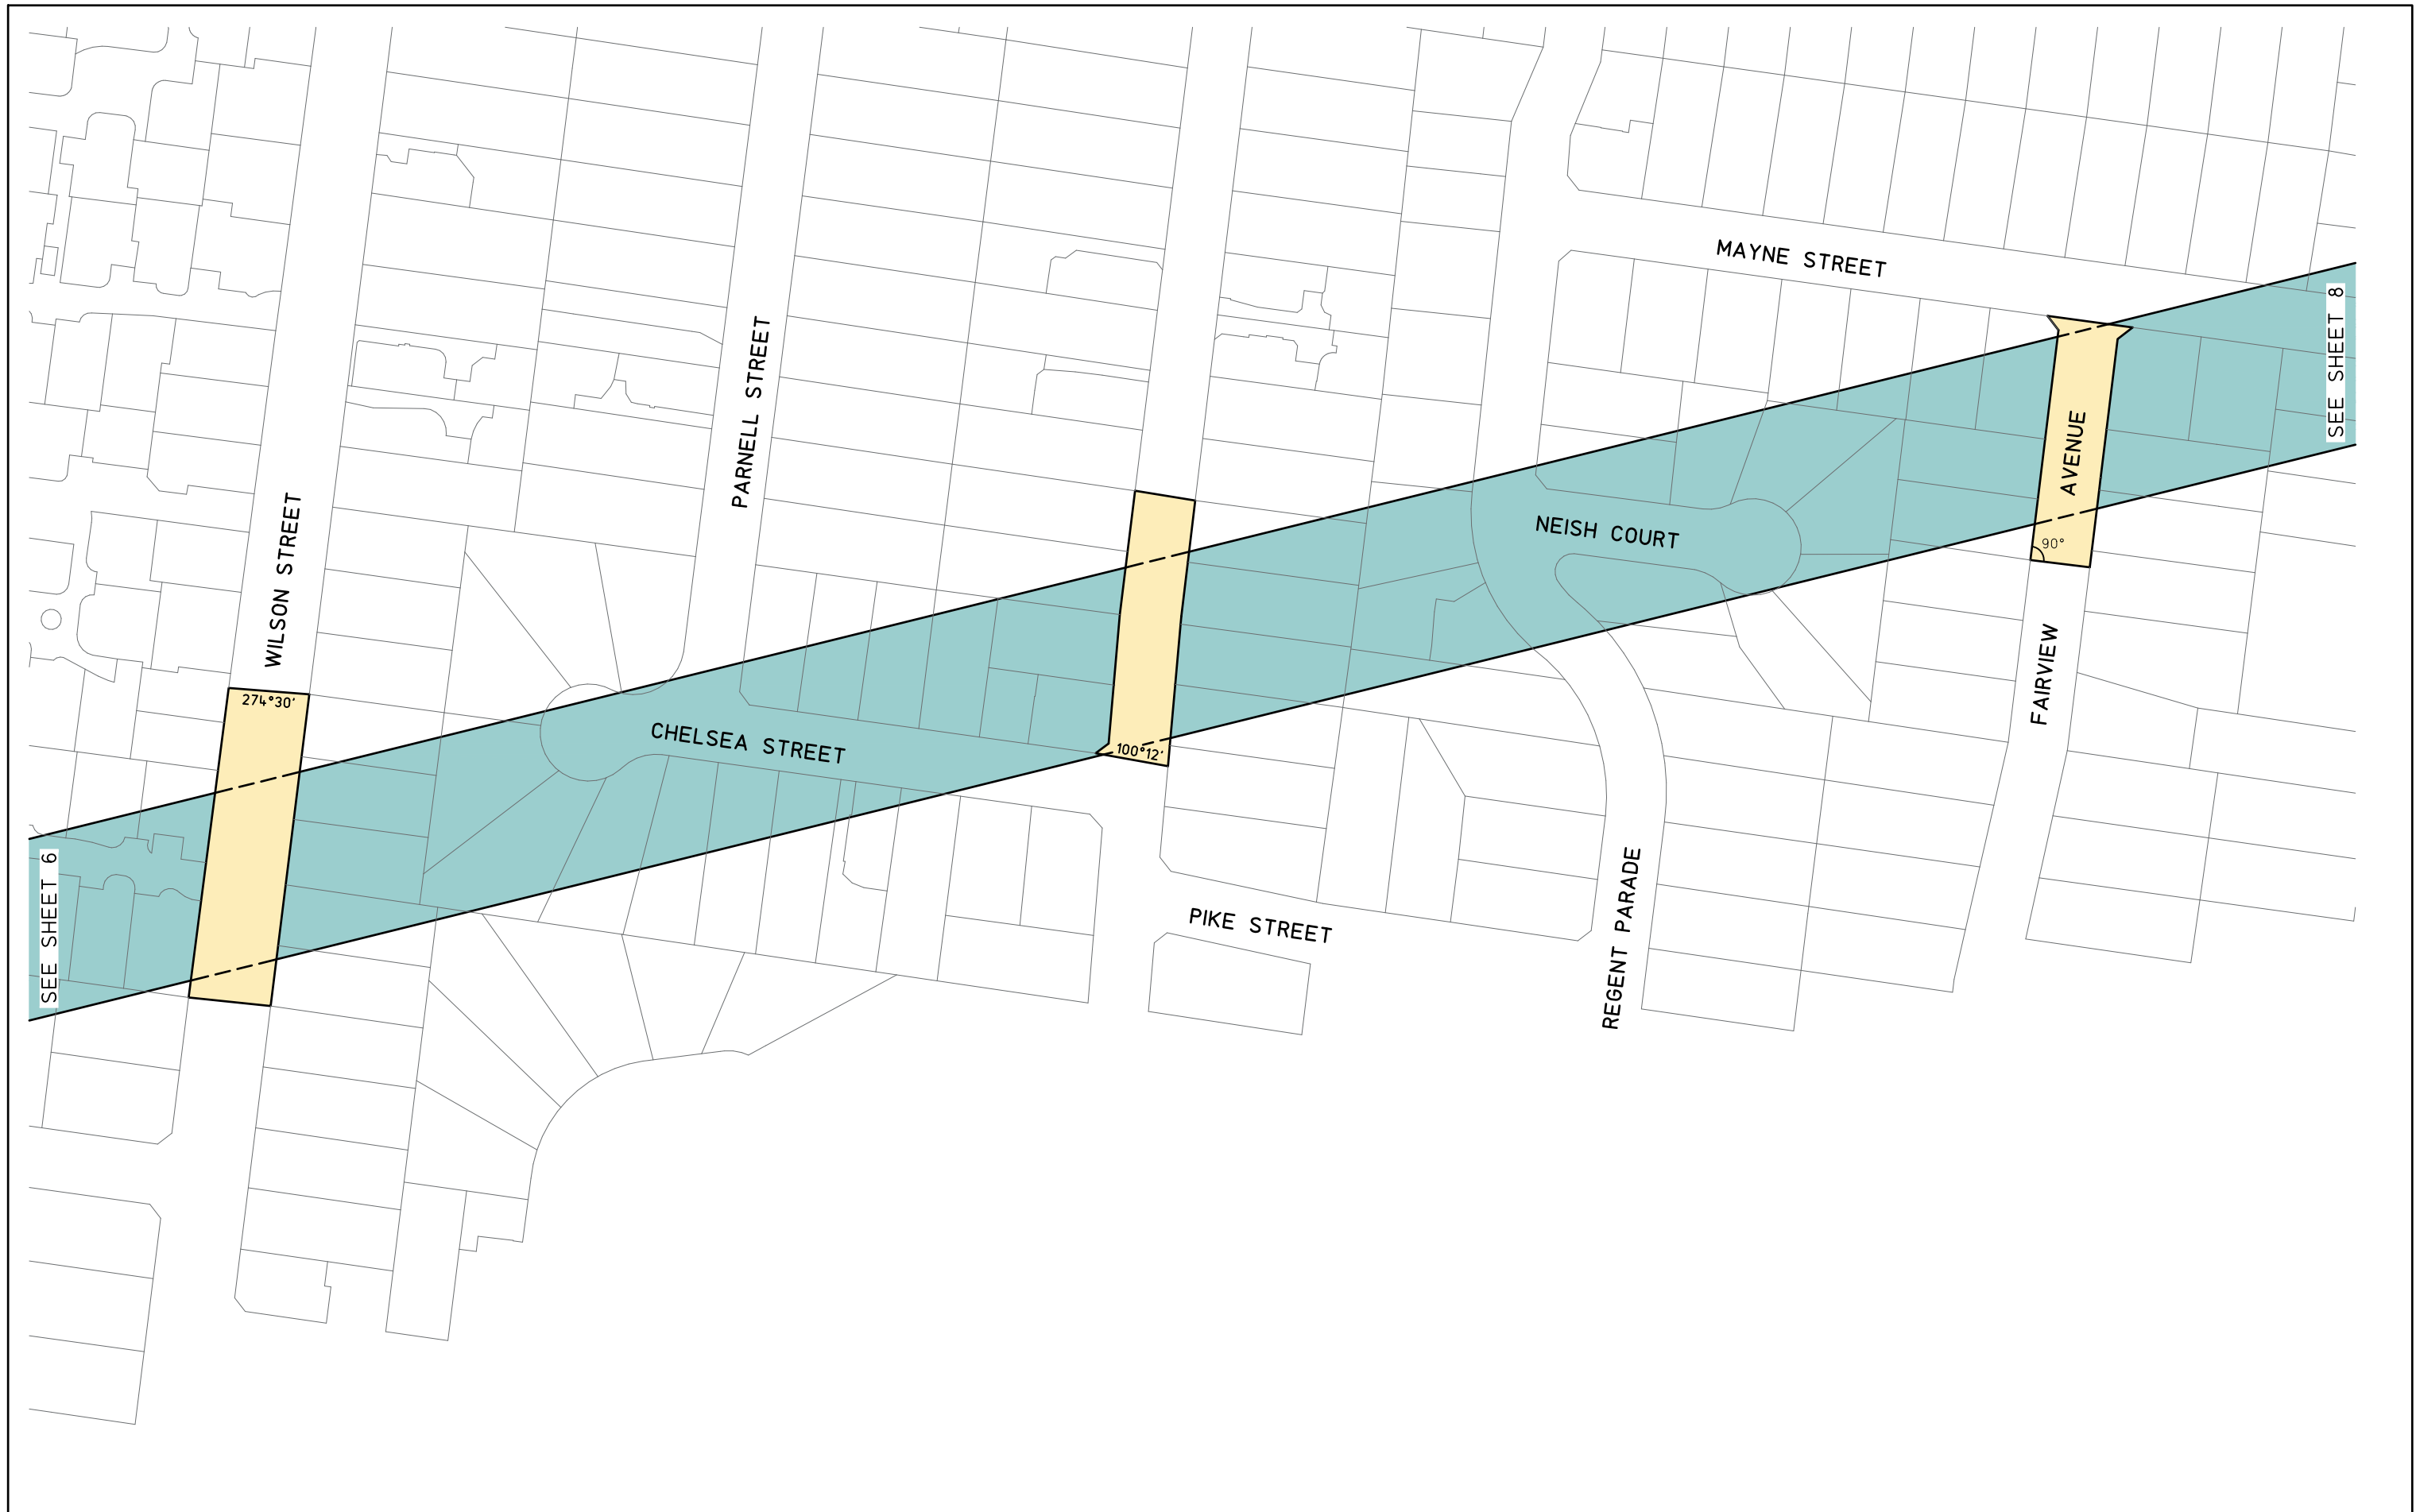 MAYNE STREET
SEE SHEET 8
PARNELL STREET
AVENUE
WILSON STREET
NEISH COURT
90°
FAIRVIEW
274°30'
CHELSEA STREET
100°12'
SEE SHEET 6
PIKE STREET
REGENT PARADE